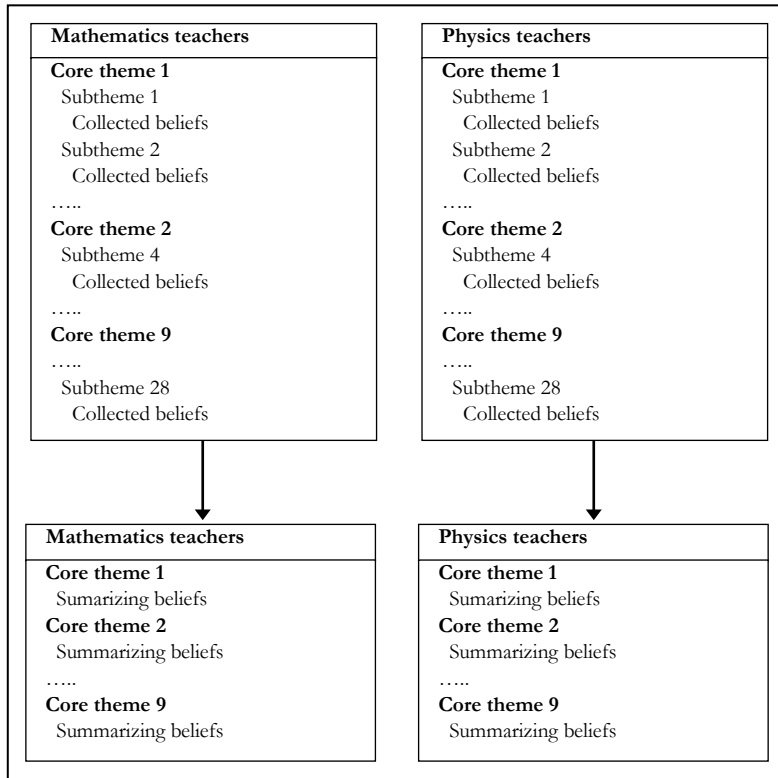 Mathematics teachers
Core theme 1
Subtheme 1
Collected beliefs
Subtheme 2
Collected beliefs
…..
Core theme 2
Subtheme 4
Collected beliefs
…..
Core theme 9
…..
Subtheme 28
Collected beliefs
Physics teachers
Core theme 1
Subtheme 1
Collected beliefs
Subtheme 2
Collected beliefs
…..
Core theme 2
Subtheme 4
Collected beliefs
…..
Core theme 9
…..
Subtheme 28
Collected beliefs
Mathematics teachers
Core theme 1
Sumarizing beliefs
Core theme 2
Summarizing beliefs
…..
Core theme 9
Summarizing beliefs
Physics teachers
Core theme 1
Sumarizing beliefs
Core theme 2
Summarizing beliefs
…..
Core theme 9
Summarizing beliefs